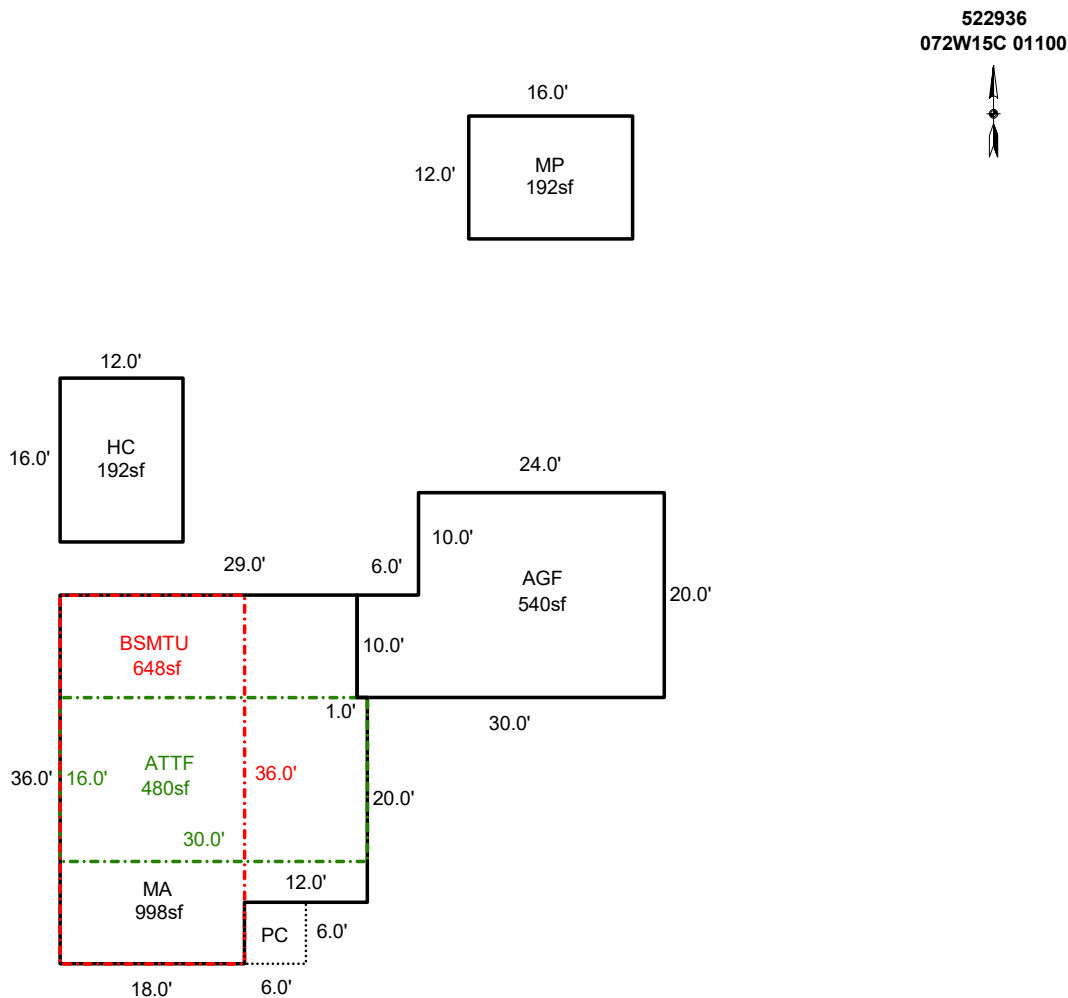 522936
072W15C 01100
16.0'
12.0'
MP
192sf
12.0'
16.0'
HC
192sf
24.0'
10.0'
29.0'
6.0'
AGF
540sf
20.0'
BSMTU
648sf
10.0'
1.0'
30.0'
36.0'
16.0'
ATTF
480sf
36.0'
20.0'
30.0'
MA
998sf
12.0'
PC
6.0'
18.0'
6.0'